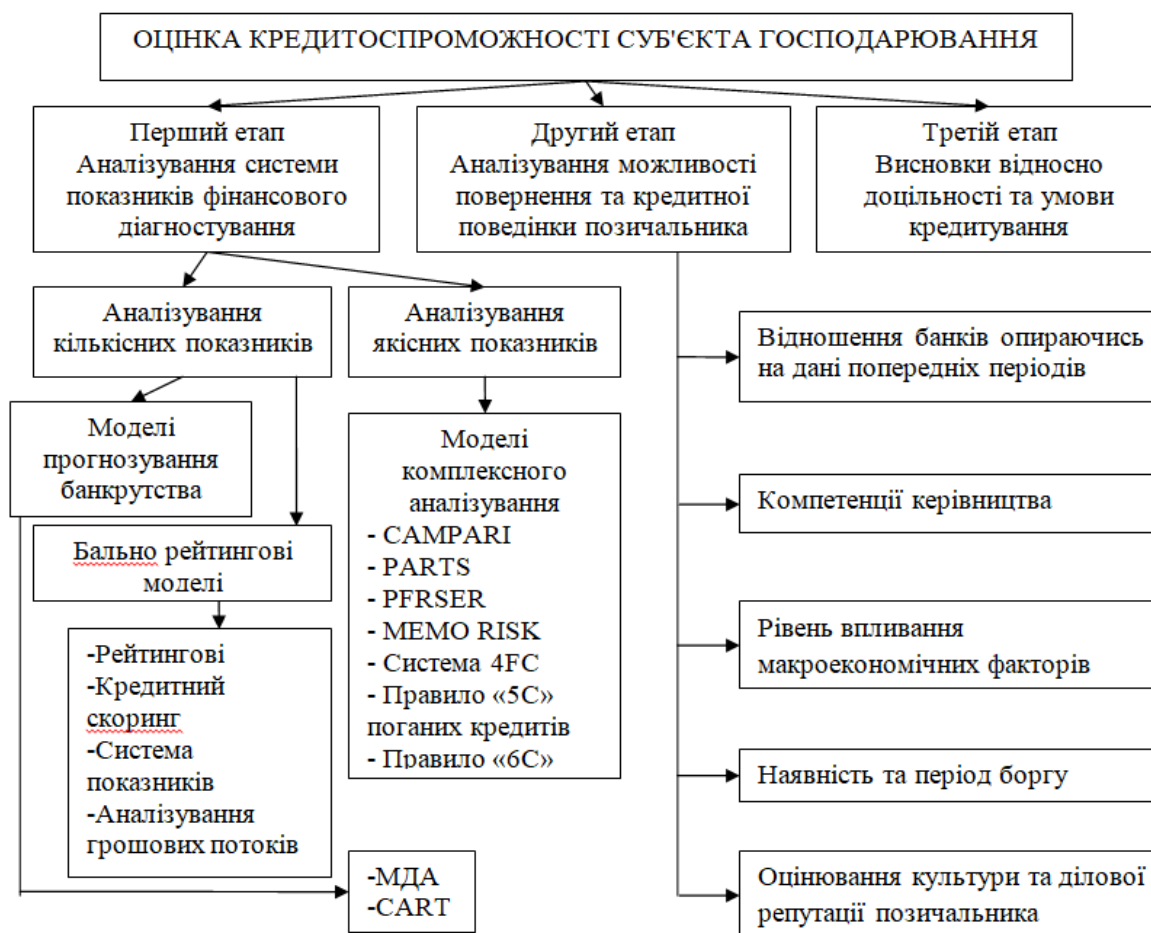 ОЦІНКА КРЕДИТОСПРОМОЖНОСТІ СУБ'ЄКТА ГОСПОДАРЮВАННЯ
Перший етап
Аналізування системи
показників фінансового
діагностування
Другий етап
Аналізування можливості
повернення та кредитної
поведінки позичальника
Третій етап
Висновки відносно
доцільності та умови
кредитування
Аналізування
кількісних показників
Аналізування
якісних показників
Моделі
прогнозування
банкрутства
Бально рейтингові
моделі
-Рейтингові
-Кредитний
скоринг
-Система
показників
-Аналізування
грошових потоків
Моделі
комплексного
аналізування
- CAMPARI
- PARTS
- PFRSER
- MEMO RISK
- Система 4FC
- Правило «5С»
поганих кредитів
- Правило «6С»
-МДА
-CART
Відношення банків опираючись
на дані попередніх періодів
Компетенції керівництва
Рівень впливання
макроекономічних факторів
Наявність та період боргу
Оцінювання культури та ділової
репутації позичальника